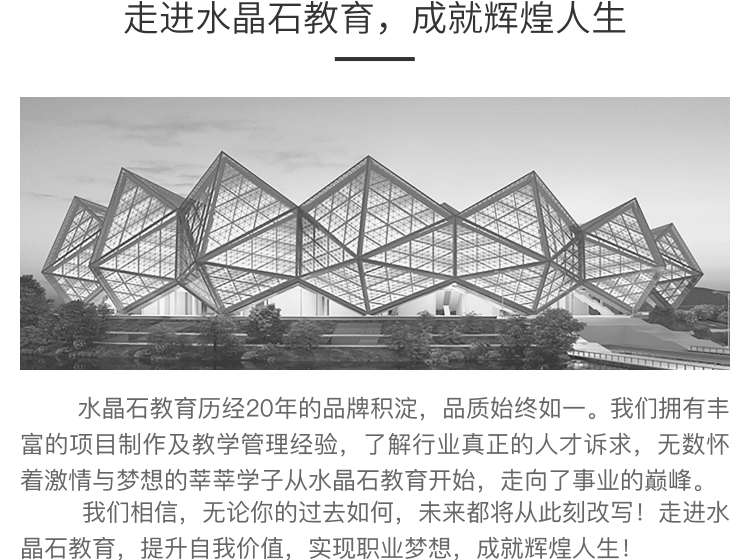 走进水晶石教育，成就辉煌人生
水晶石教育历经20年的品牌积淀，品质始终如一。我们拥有丰
富的项目制作及教学管理经验，了解行业真正的人才诉求，无数怀
着激情与梦想的莘莘学子从水晶石教育开始，走向了事业的巅峰。
我们相信，无论你的过去如何，未来都将从此刻改写！走进水
晶石教育，提升自我价值，实现职业梦想，成就辉煌人生！